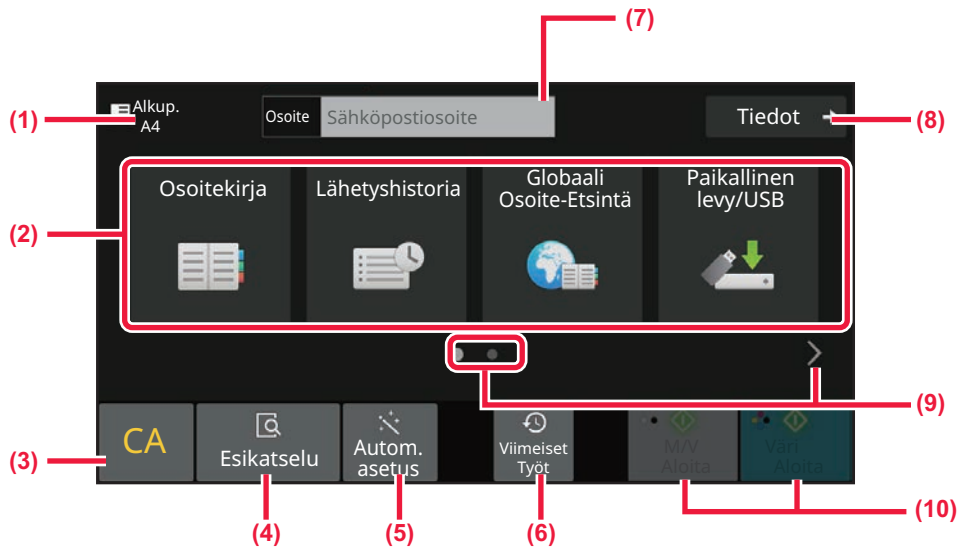 (7)
Alkup.
A4
(1)
Osoite Sähköpostiosoite
Tiedot
(8)
(2)
Osoitekirja
Lähetyshistoria
Globaali
Osoite-Etsintä
Paikallinen
levy/USB
(9)
(3)
CA
Esikatselu
Autom.
asetus
Viimeiset
Työt
M/V
Aloita
Väri
Aloita
(4)
(5)
(6)
(10)